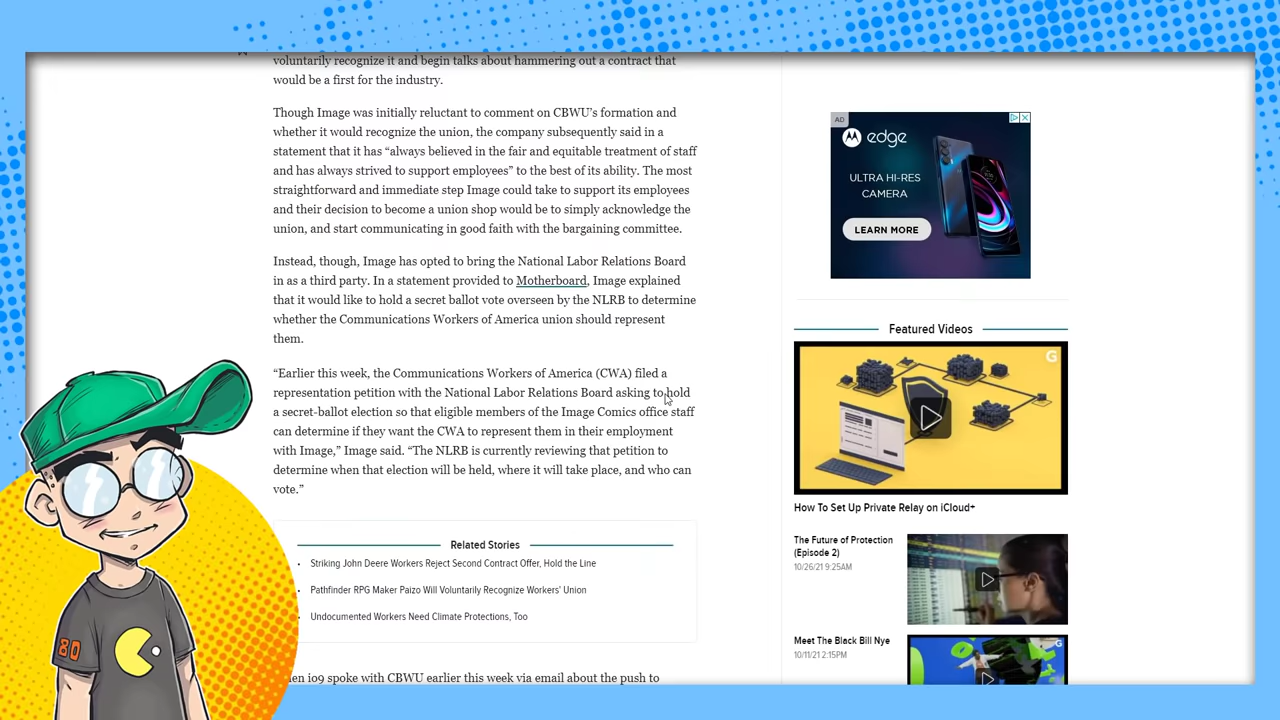 voluntarily recognize it and begin talks about hammering out a contract that
would be a first for the industry.
Though Image was initially reluctant to comment on CBWU's formation and
whether it would recognize the union, the company subsequently said in a
statement that it has “always believed in the fair and equitable treatment of staff
and has always strived to support employees” to the best of its ability. The most
straightforward and immediate step Image could take to support its employees
and their decision to become a union shop would be to simply acknowledge the
union, and start communicating in good faith with the bargaining committee.
Instead, though, Image has opted to bring the National Labor Relations Board
in as a third party. In a statement provided to Motherboard, Image explained
that it would like to hold a secret ballot vote overseen by the NLRB to determine
whether the Communications Workers of America union should represent
them.
“Earlier this week, the Communications Workers of America (CWA) filed a
representation petition with the National Labor Relations Board asking to hold
a secret-ballot election so that eligible members of the Image Comics office staff
can determine if they want the CWA to represent them in their employment
with Image,” Image said. “The NLRB is currently reviewing that petition to
determine when that election will be held, where it will take place, and who can
vote.”
Related Stories
• Striking John Deere Workers Reject Second Contract Offer, Hold the Line
• Pathfinder RPG Maker Paizo Will Voluntarily Recognize Workers' Union
• Undocumented Workers Need Climate Protections, Too
io9 spoke with CBWU earlier this week via email about the push to
AD
edge
ULTRA HI-RES
CAMERA
LEARN MORE
Featured Videos
G
How To Set Up Private Relay on iCloud+
The Future of Protection
(Episode 2)
10/26/21 9:25AM
Meet The Black Bill Nye
10/11/21 2:15PM
G
80